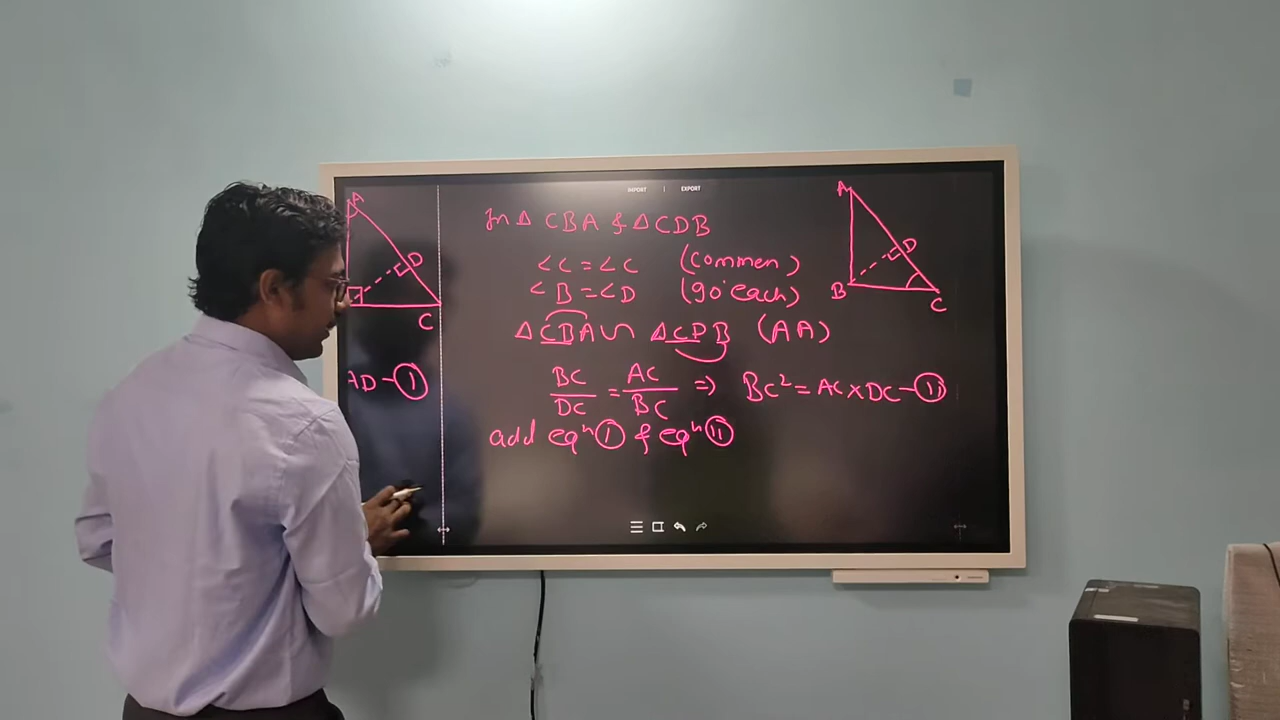 IMPORT | EXPORT
A
D
C
AD - (I)
In Δ CBA & Δ CDB
∠C = ∠C (commen)
∠B = ∠D (90° each)
Δ CBA ~ Δ CDB (AA)
BC/DC = AC/BC ⇒ BC² = AC × DC - (II)
add eqⁿ (I) & eqⁿ (II)
A
D
B
C